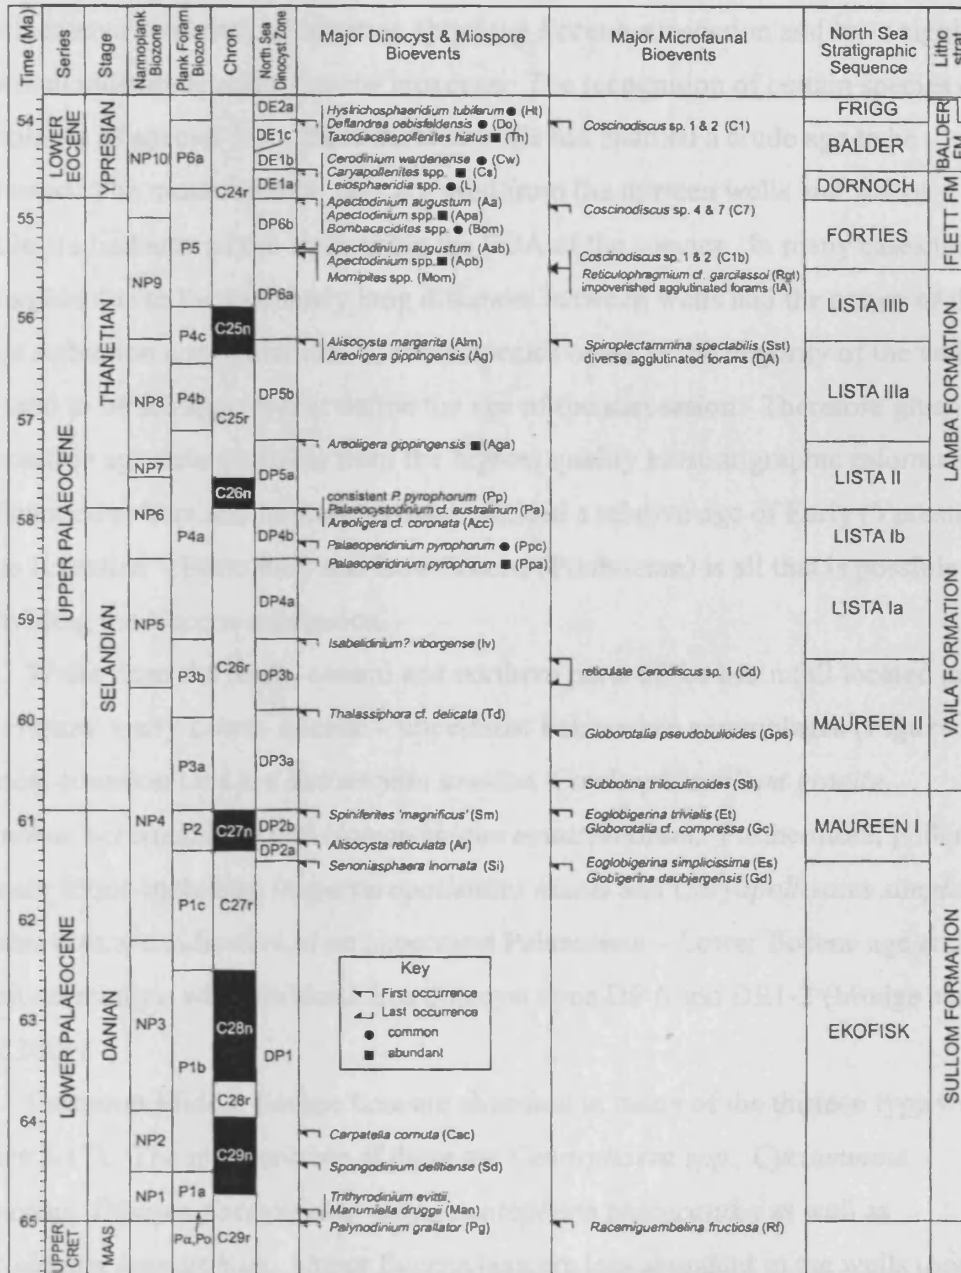 Time (Ma)
Series
Stage
Nannoplank Biozone
Plank Foram Biozone
Chron
North Sea Dinocyst Zone
Major Dinocyst & Miospore
Bioevents
Major Microfaunal
Bioevents
North Sea
Stratigraphic
Sequence
Litho
strat
54
55
56
57
58
59
60
61
62
63
64
65
LOWER EOCENE
UPPER PALAEOCENE
LOWER PALAEOCENE
UPPER CRET
YPRESIAN
THANETIAN
SELANDIAN
DANIAN
MAAS
NP10
NP9
NP8
NP7
NP6
NP5
NP4
NP3
NP2
NP1
P6a
P5
P4c
P4b
P4a
P3b
P3a
P2
P1c
P1b
P1a
Pα,Po
C24r
C25n
C25r
C26n
C26r
C27n
C27r
C28n
C28r
C29n
C29r
DE2a
DE1c
DE1b
DE1a
DP6b
DP6a
DP5b
DP5a
DP4b
DP4a
DP3b
DP3a
DP2b
DP2a
DP1
Hystrichosphaeridium tubiferum ● (Ht)
Deflandrea oebisfeldensis ● (Do)
Taxodiaceaepollenites hiatus ■ (Th)
Cerodinium wardenense ● (Cw)
Caryapollenites spp. ■ (Cs)
Leiosphaeridia spp. ● (L)
Apectodinium augustum (Aa)
Apectodinium spp. ■ (Apa)
Bombacacidites spp. ● (Bom)
Apectodinium augustum (Aab)
Apectodinium spp. ■ (Apb)
Momipites spp. (Mom)
Alisocysta margarita (Alm)
Areoligera gippingensis (Ag)
Areoligera gippingensis ■ (Aga)
consistent P. pyrophorum (Pp)
Palaeocystodinium cf. australinum (Pa)
Areoligera cf. coronata (Acc)
Palaeoperidinium pyrophorum ● (Ppc)
Palaeoperidinium pyrophorum ■ (Ppa)
Isabelidinium? viborgense (Iv)
Thalassiphora cf. delicata (Td)
Spiniferites 'magnificus' (Sm)
Alisocysta reticulata (Ar)
Senoniasphaera inornata (Si)
Key
First occurrence
Last occurrence
● common
■ abundant
Carpatella cornuta (Cac)
Spongodinium delitiense (Sd)
Trithyrodinium evittii
Manumiella druggii (Man)
Palynodinium grallator (Pg)
Coscinodiscus sp. 1 & 2 (C1)
Coscinodiscus sp. 4 & 7 (C7)
Coscinodiscus sp. 1 & 2 (C1b)
Reticulophragmium cf. garcilassoi (Rgt)
impoverished agglutinated forams (IA)
Spiroplectammina spectabilis (Sst)
diverse agglutinated forams (DA)
reticulate Cenodiscus sp. 1 (Cd)
Globorotalia pseudobulloides (Gps)
Subbotina triloculinoides (Stl)
Eoglobigerina trivialis (Et)
Globorotalia cf. compressa (Gc)
Eoglobigerina simplicissima (Es)
Globigerina daubjergensis (Gd)
Racemiguembelina fructiosa (Rf)
FRIGG
BALDER
DORNOCH
FORTIES
LISTA IIIb
LISTA IIIa
LISTA II
LISTA Ib
LISTA Ia
MAUREEN II
MAUREEN I
EKOFISK
BALDER FM
FLETT FM
LAMBA FORMATION
VAILA FORMATION
SULLOM FORMATION